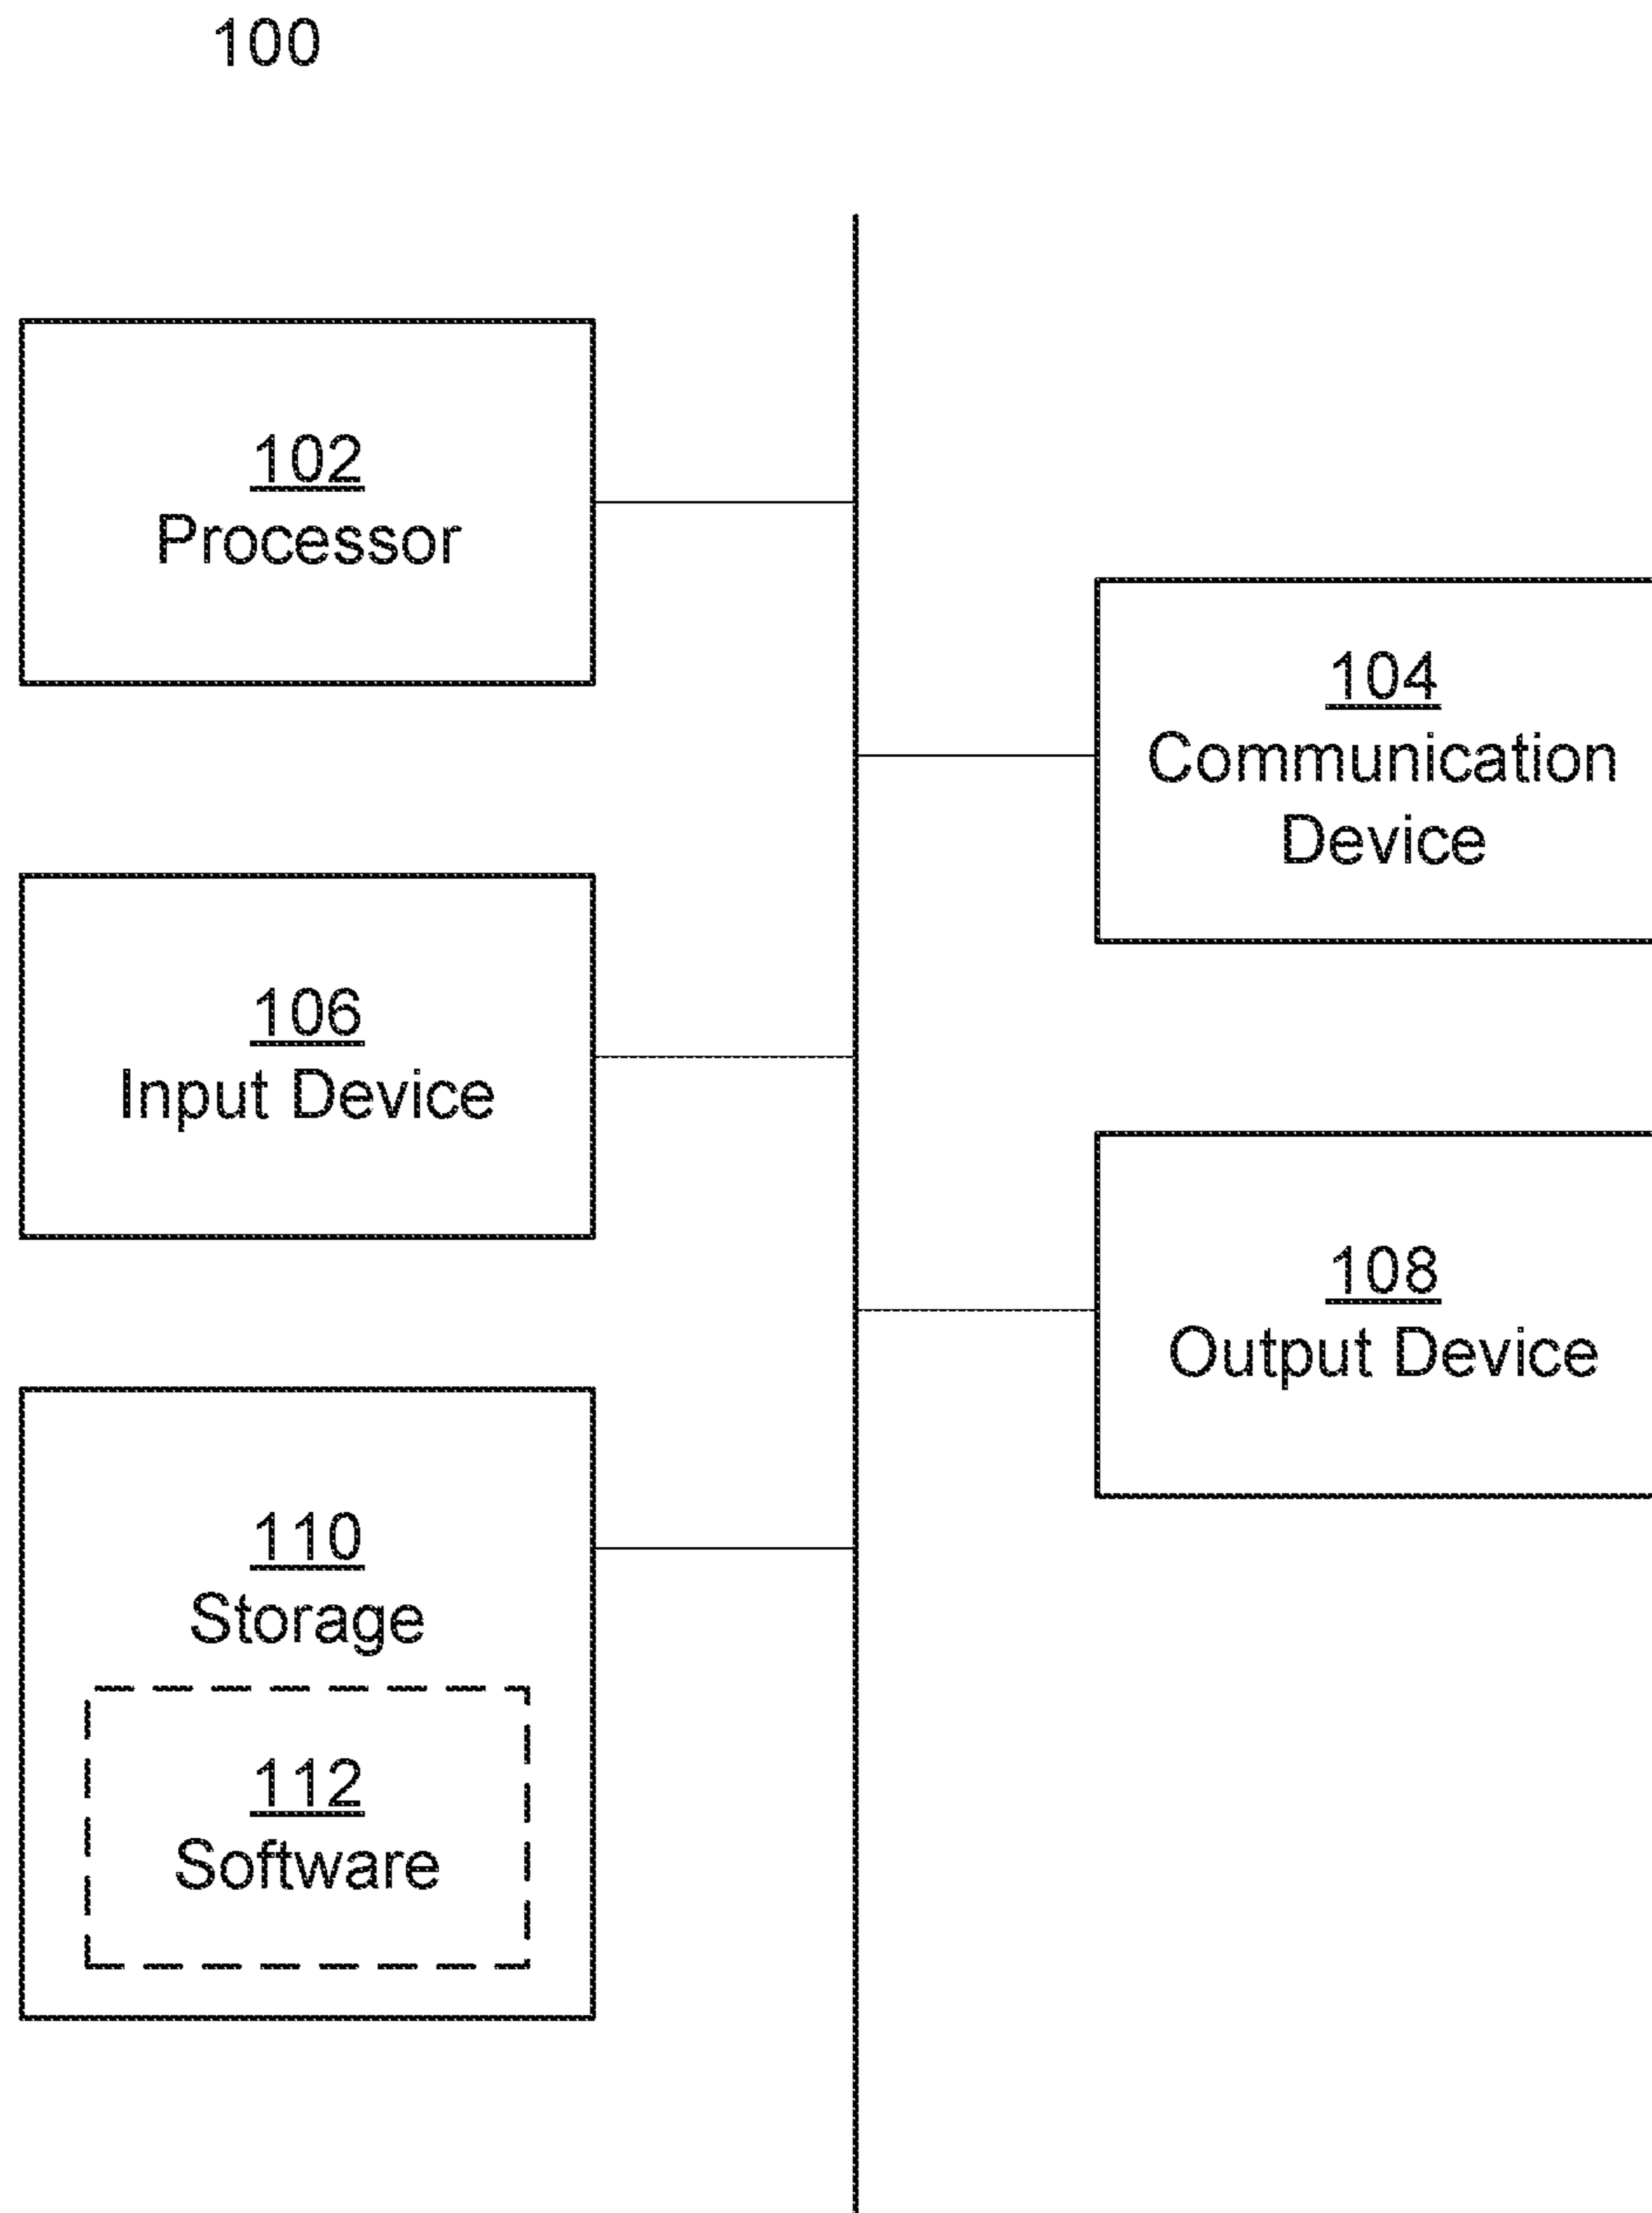 100
102
Processor
104
Communication
Device
106
Input Device
108
Output Device
110
Storage
112
Software